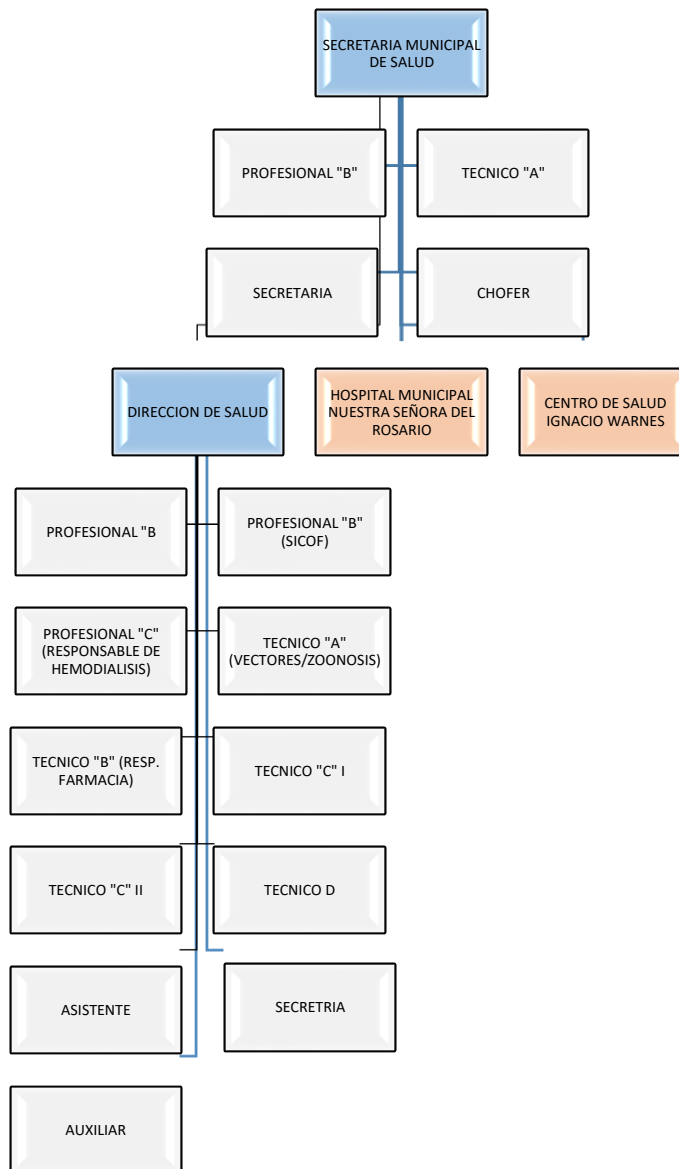 SECRETARIA MUNICIPAL
DE SALUD
PROFESIONAL "B"
TECNICO "A"
SECRETARIA
CHOFER
DIRECCION DE SALUD
HOSPITAL MUNICIPAL
NUESTRA SEÑORA DEL
ROSARIO
CENTRO DE SALUD
IGNACIO WARNES
PROFESIONAL "B
PROFESIONAL "B"
(SICOF)
PROFESIONAL "C"
(RESPONSABLE DE
HEMODIALISIS)
TECNICO "A"
(VECTORES/ZOONOSIS)
TECNICO "B" (RESP.
FARMACIA)
TECNICO "C" I
TECNICO "C" II
TECNICO D
ASISTENTE
SECRETRIA
AUXILIAR